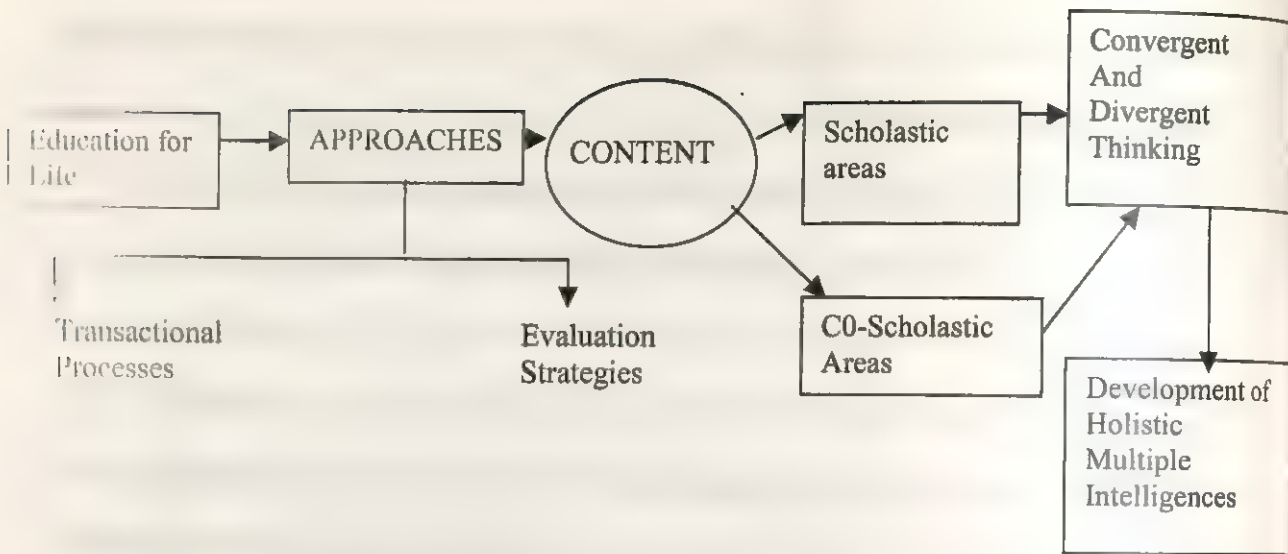 Education for
Life
APPROACHES
CONTENT
Scholastic
areas
Convergent
And
Divergent
Thinking
Transactional
Processes
Evaluation
Strategies
C0-Scholastic
Areas
Development of
Holistic
Multiple
Intelligences